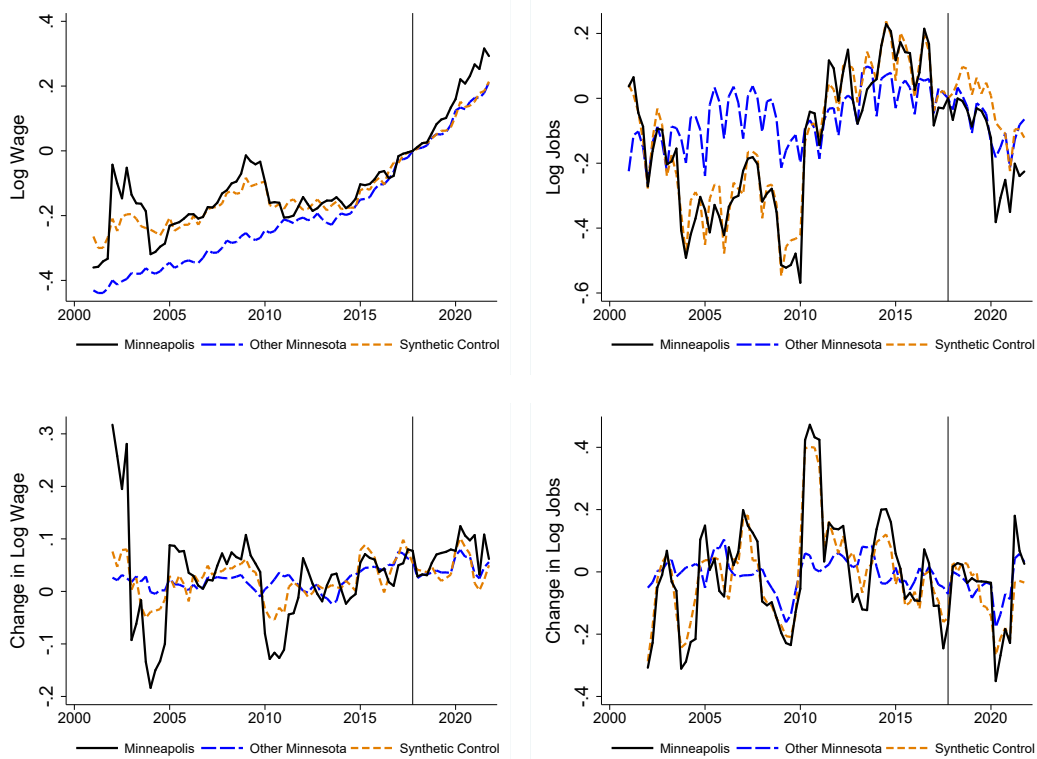 Log Wage
.4
.2
0
.2
-.4
2000 2005 2010 2015 2020
Minneapolis Other Minnesota Synthetic Control
Log Jobs
.2
0
-.2
-.4
-.6
2000 2005 2010 2015 2020
Minneapolis Other Minnesota Synthetic Control
Change in Log Wage
.3
.2
.1
0
-.1
-.2
2000 2005 2010 2015 2020
Minneapolis Other Minnesota Synthetic Control
Change in Log Jobs
.4
.2
0
-.2
-.4
2000 2005 2010 2015 2020
Minneapolis Other Minnesota Synthetic Control